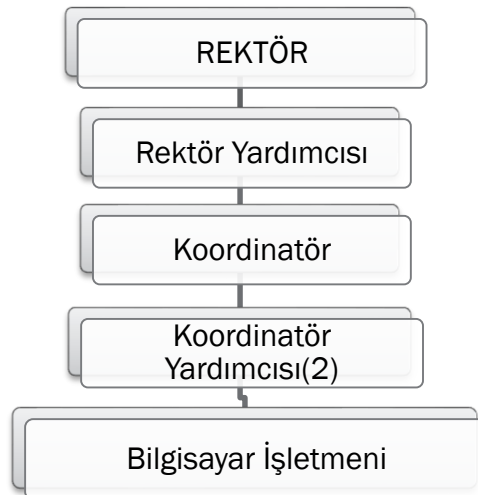 REKTÖR
Rektör Yardımcısı
Koordinatör
Koordinatör
Yardımcısı(2)
Bilgisayar İşletmeni